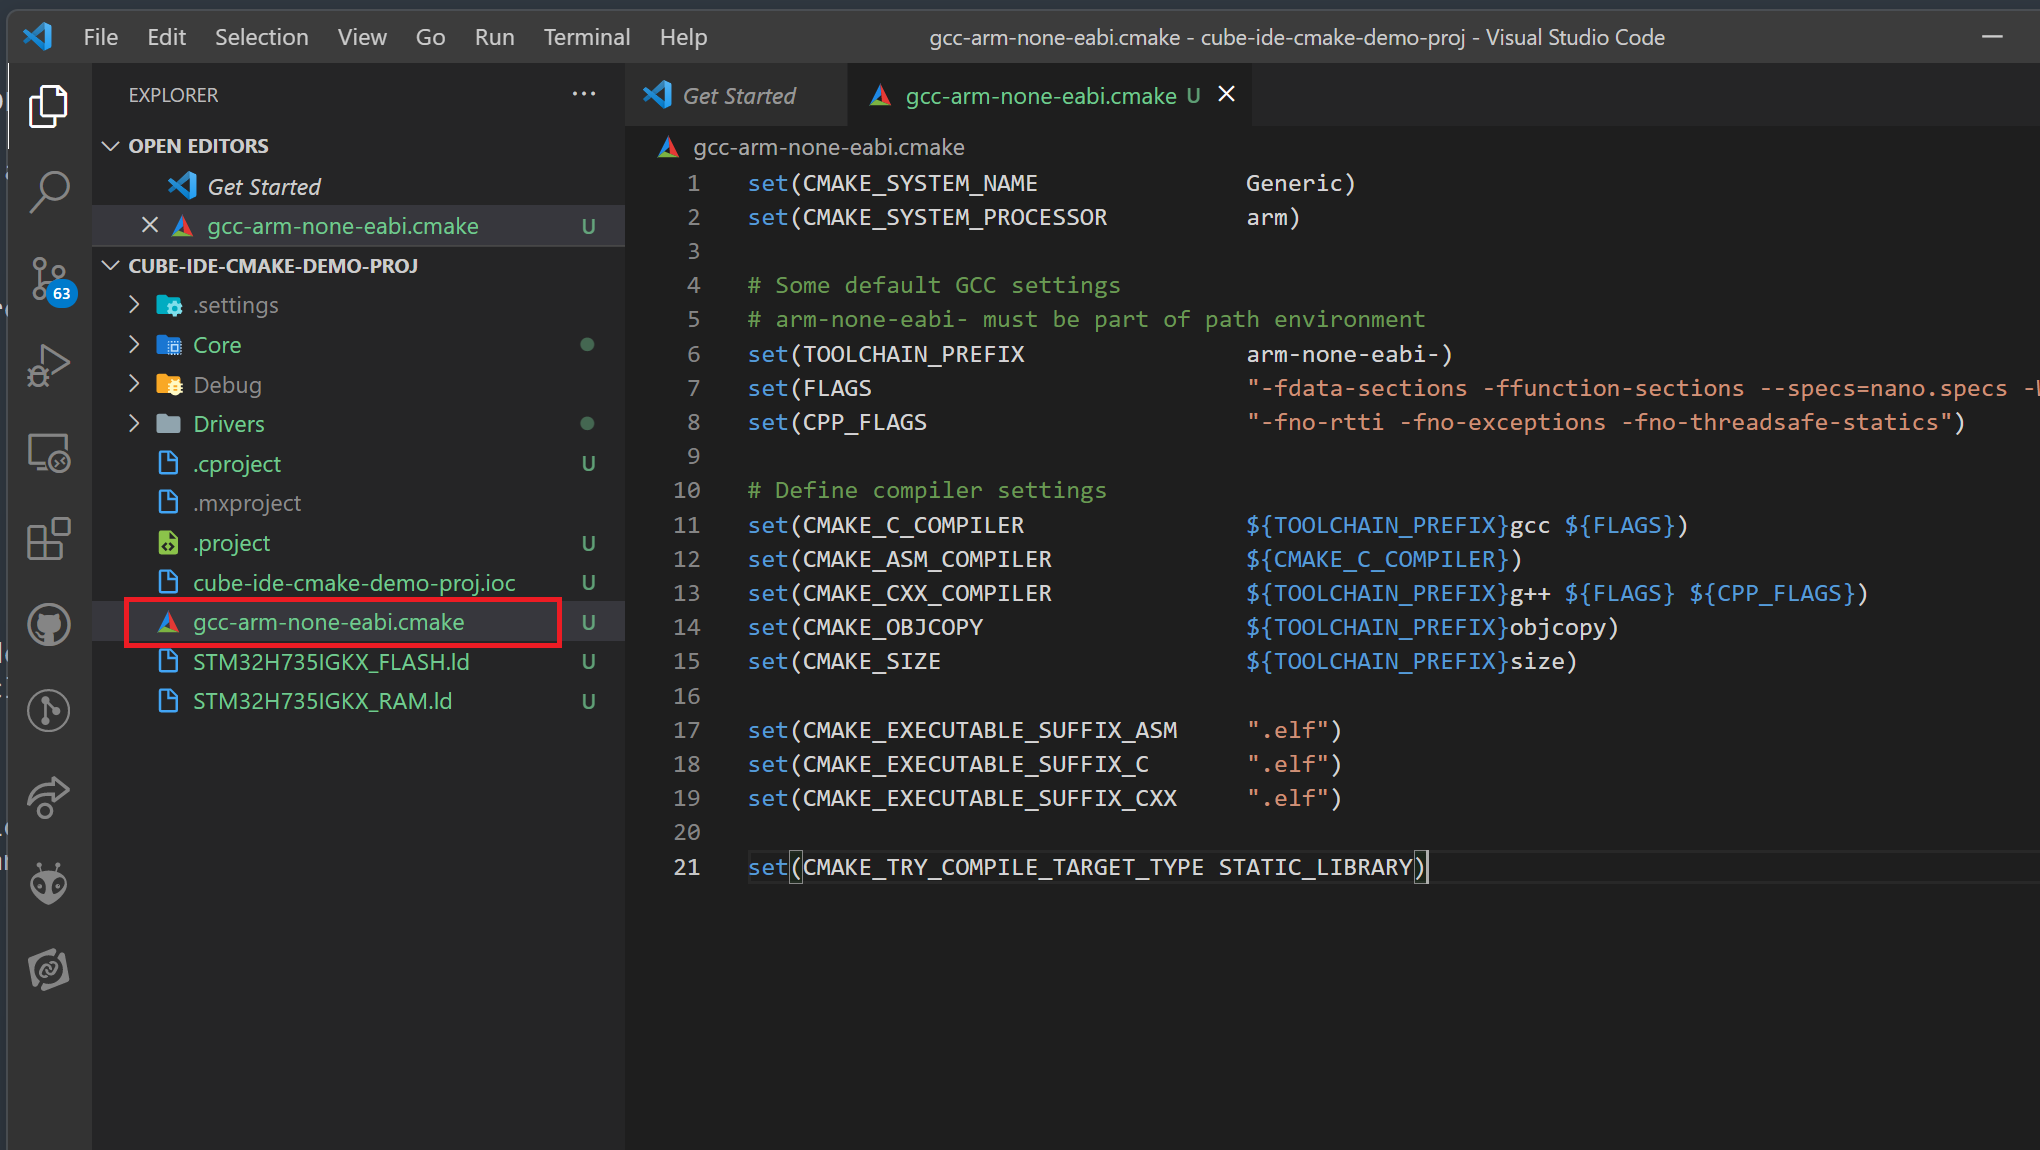 File Edit Selection View Go Run Terminal Help gcc-arm-none-eabi.cmake - cube-ide-cmake-demo-proj - Visual Studio Code
EXPLORER
OPEN EDITORS
Get Started
gcc-arm-none-eabi.cmake U
CUBE-IDE-CMAKE-DEMO-PROJ
.settings
Core
Debug
Drivers
.cproject U
.mxproject
.project U
cube-ide-cmake-demo-proj.ioc U
gcc-arm-none-eabi.cmake U
STM32H735IGKX_FLASH.ld U
STM32H735IGKX_RAM.ld U
63
Get Started gcc-arm-none-eabi.cmake U
gcc-arm-none-eabi.cmake
1 set(CMAKE_SYSTEM_NAME Generic)
2 set(CMAKE_SYSTEM_PROCESSOR arm)
3
4 # Some default GCC settings
5 # arm-none-eabi- must be part of path environment
6 set(TOOLCHAIN_PREFIX arm-none-eabi-)
7 set(FLAGS "-fdata-sections -ffunction-sections --specs=nano.specs
8 set(CPP_FLAGS "-fno-rtti -fno-exceptions -fno-threadsafe-statics")
9
10 # Define compiler settings
11 set(CMAKE_C_COMPILER ${TOOLCHAIN_PREFIX}gcc ${FLAGS})
12 set(CMAKE_ASM_COMPILER ${CMAKE_C_COMPILER})
13 set(CMAKE_CXX_COMPILER ${TOOLCHAIN_PREFIX}g++ ${FLAGS} ${CPP_FLAGS})
14 set(CMAKE_OBJCOPY ${TOOLCHAIN_PREFIX}objcopy)
15 set(CMAKE_SIZE ${TOOLCHAIN_PREFIX}size)
16
17 set(CMAKE_EXECUTABLE_SUFFIX_ASM ".elf")
18 set(CMAKE_EXECUTABLE_SUFFIX_C ".elf")
19 set(CMAKE_EXECUTABLE_SUFFIX_CXX ".elf")
20
21 set(CMAKE_TRY_COMPILE_TARGET_TYPE STATIC_LIBRARY)